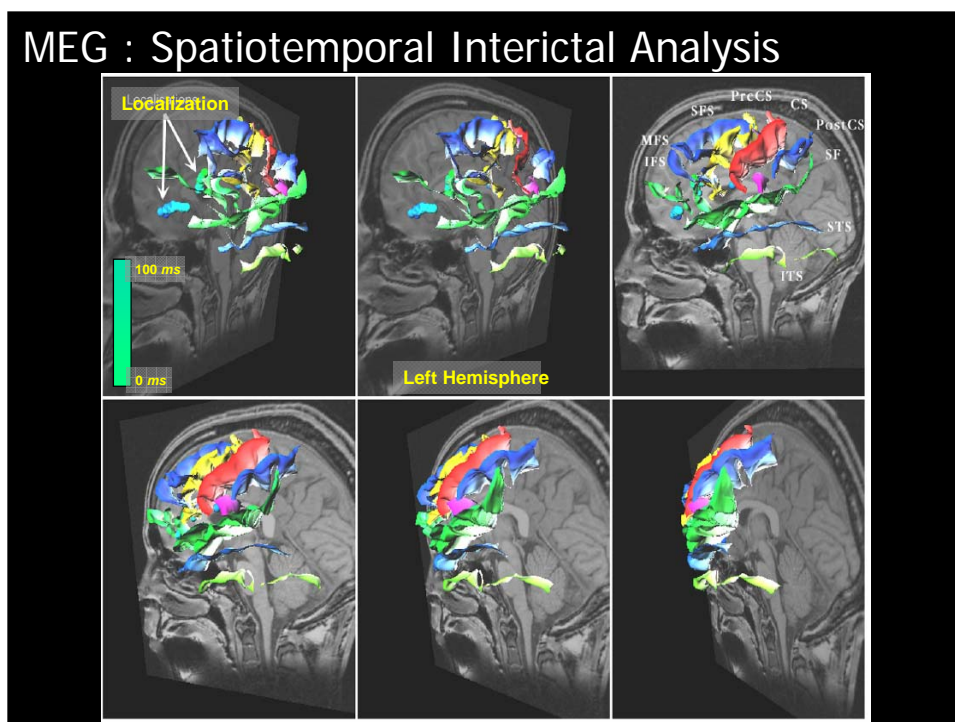 MEG : Spatiotemporal Interictal Analysis
Localization
PreCS
CS
SFS
PostCS
MFS
SF
IFS
STS
ITS
100 ms
0 ms
Left Hemisphere